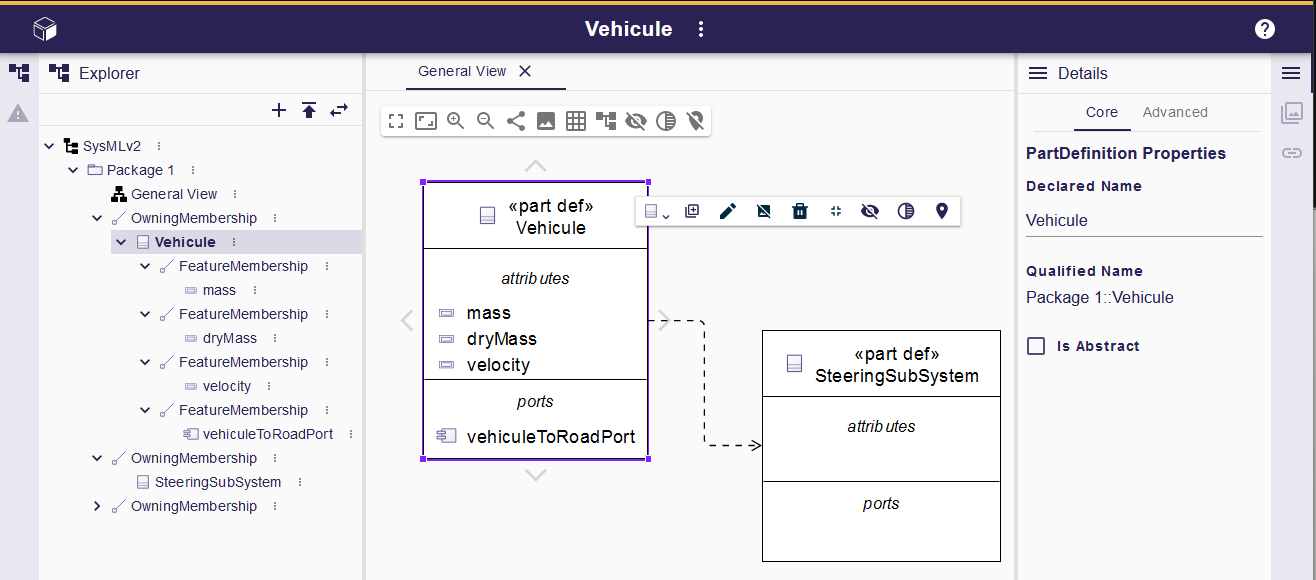 Vehicule
Explorer
General View
Details
Core Advanced
SysMLv2
Package 1
General View
OwningMembership
Vehicule
FeatureMembership
mass
FeatureMembership
dryMass
FeatureMembership
velocity
FeatureMembership
vehiculeToRoadPort
OwningMembership
SteeringSubSystem
OwningMembership
«part def»
Vehicule
attributes
mass
dryMass
velocity
ports
vehiculeToRoadPort
«part def»
SteeringSubSystem
attributes
ports
PartDefinition Properties
Declared Name
Vehicule
Qualified Name
Package 1::Vehicule
Is Abstract